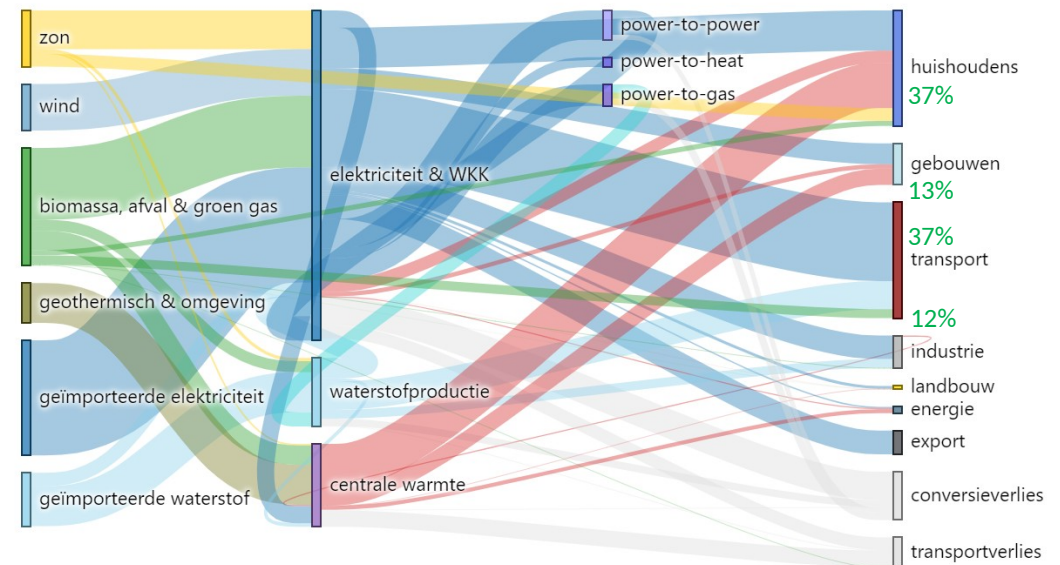 zon
wind
biomassa, afval & groen gas
geothermisch & omgeving
geïmporteerde elektriciteit
geïmporteerde waterstof
elektriciteit & WKK
waterstofproductie
centrale warmte
power-to-power
power-to-heat
power-to-gas
huishoudens
37%
gebouwen
13%
37%
transport
12%
industrie
landbouw
energie
export
conversieverlies
transportverlies